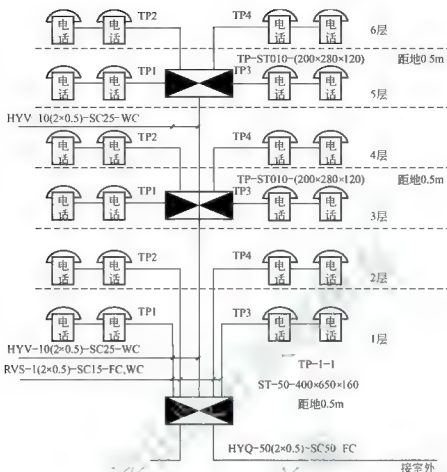 TP2 TP4
电话 电话 电话 电话 6层
TP-ST010-(200×280×120) 距地0.5m
TP1 TP3
电话 电话 电话 电话 5层
HYV-10(2×0.5)-SC25-WC
TP2 TP4
电话 电话 电话 电话 4层
TP-ST010-(200×280×120) 距地0.5m
TP1 TP3
电话 电话 电话 电话 3层
TP2 TP4
电话 电话 电话 电话 2层
TP1 TP3
电话 电话 电话 电话 1层
HYV-10(2×0.5)-SC25-WC
TP-1-1
RVS-1(2×0.5)-SC15-FC,WC
ST-50-400×650×160
距地0.5m
HYQ-50(2×0.5)-SC50-FC
接室外